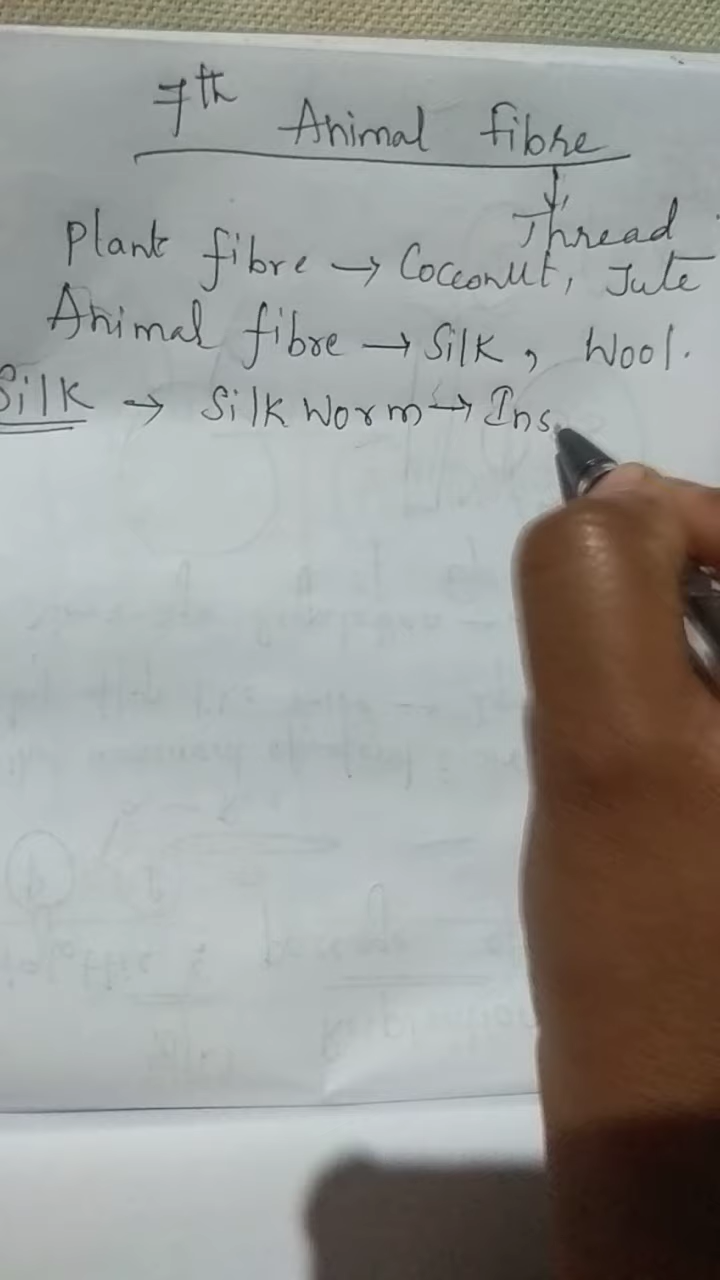 7th Animal fibre
↓
Thread
Plant fibre → Coconut, Jute
Animal fibre → Silk, Wool.
Silk → Silk Worm → Ins